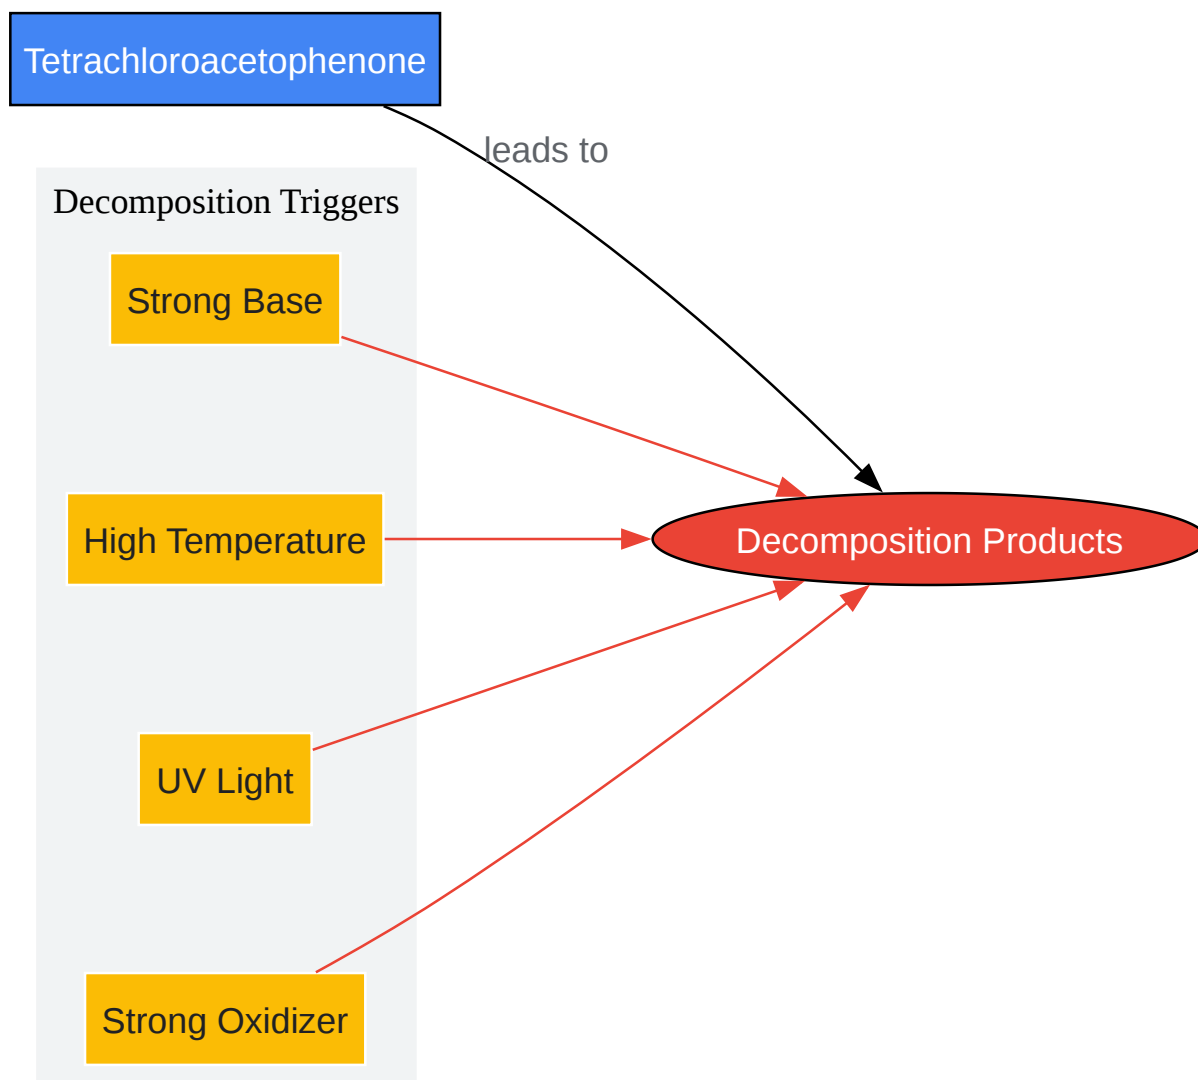 Tetrachloroacetophenone
leads to
Decomposition Triggers
Strong Base
High Temperature
Decomposition Products
UV Light
Strong Oxidizer